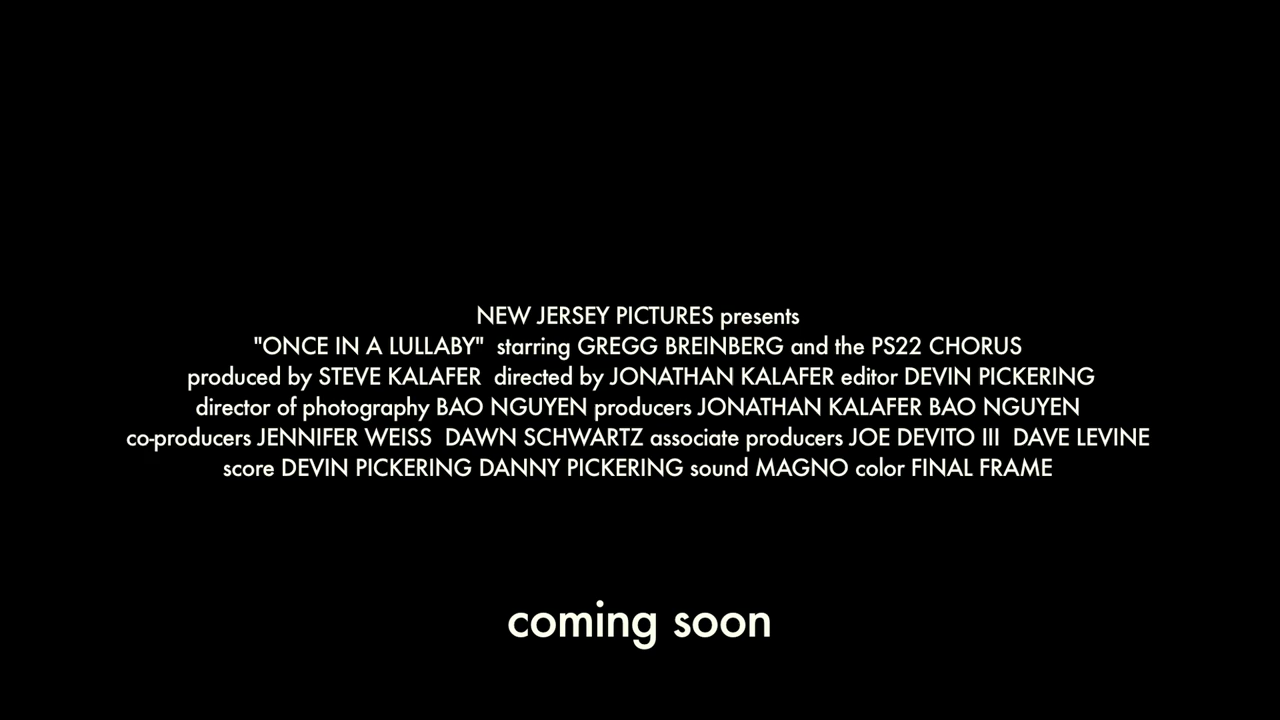 NEW JERSEY PICTURES presents
"ONCE IN A LULLABY" starring GREGG BREINBERG and the PS22 CHORUS
produced by STEVE KALAFER directed by JONATHAN KALAFER editor DEVIN PICKERING
director of photography BAO NGUYEN producers JONATHAN KALAFER BAO NGUYEN
co-producers JENNIFER WEISS DAWN SCHWARTZ associate producers JOE DEVITO III DAVE LEVINE
score DEVIN PICKERING DANNY PICKERING sound MAGNO color FINAL FRAME
coming soon